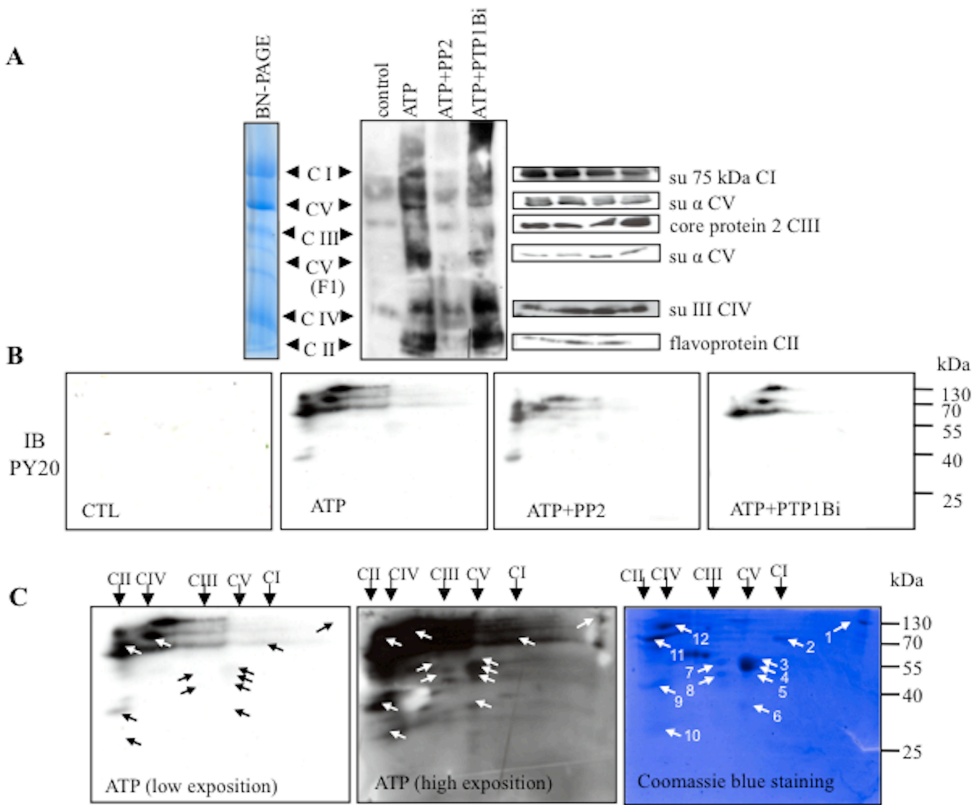 A
BN-PAGE
control
ATP
ATP+PP2
ATP+PTP1Bi
C I
CV
C III
CV
(F1)
C IV
C II
su 75 kDa CI
su α CV
core protein 2 CIII
su α CV
su III CIV
flavoprotein CII
B
IB
PY20
CTL
ATP
ATP+PP2
ATP+PTP1Bi
kDa
130
70
55
40
25
C
CII CIV CIII CV CI
CII CIV CIII CV CI
CII CIV CIII CV CI
kDa
130
70
55
40
25
ATP (low exposition)
ATP (high exposition)
Coomassie blue staining
12
1
2
11
7
3
4
8
5
9
6
10